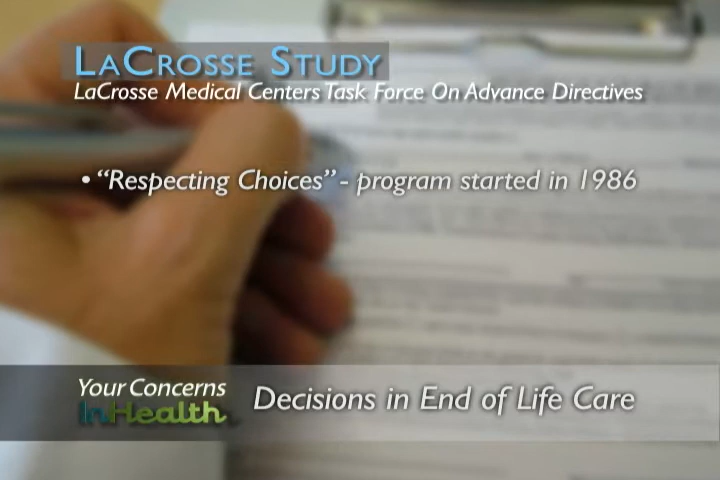 LaCrosse Study
LaCrosse Medical Centers Task Force On Advance Directives
• “Respecting Choices” - program started in 1986
Your Concerns
InHealth
Decisions in End of Life Care